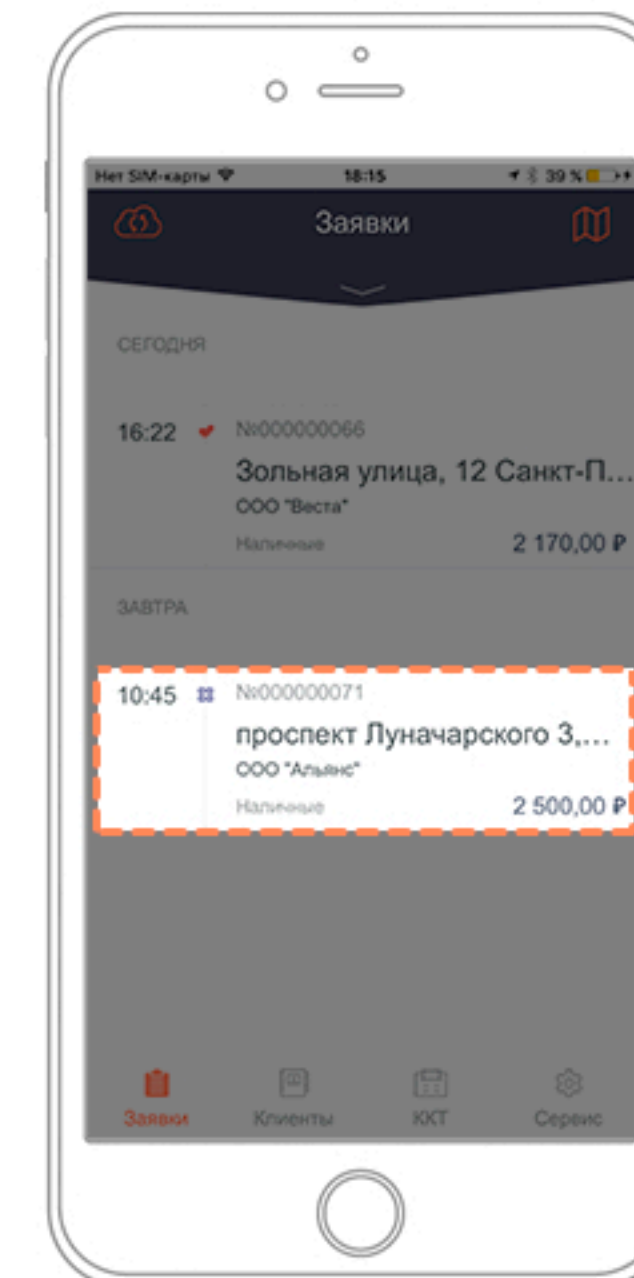 Нет SIM-карты 18:15 39 %
Заявки
СЕГОДНЯ
16:22 №000000066
Зольная улица, 12 Санкт-П...
ООО "Веста"
Наличные 2 170,00 ₽
ЗАВТРА
10:45 №000000071
проспект Луначарского 3,...
ООО "Альянс"
Наличные 2 500,00 ₽
Заявки Клиенты ККТ Сервис